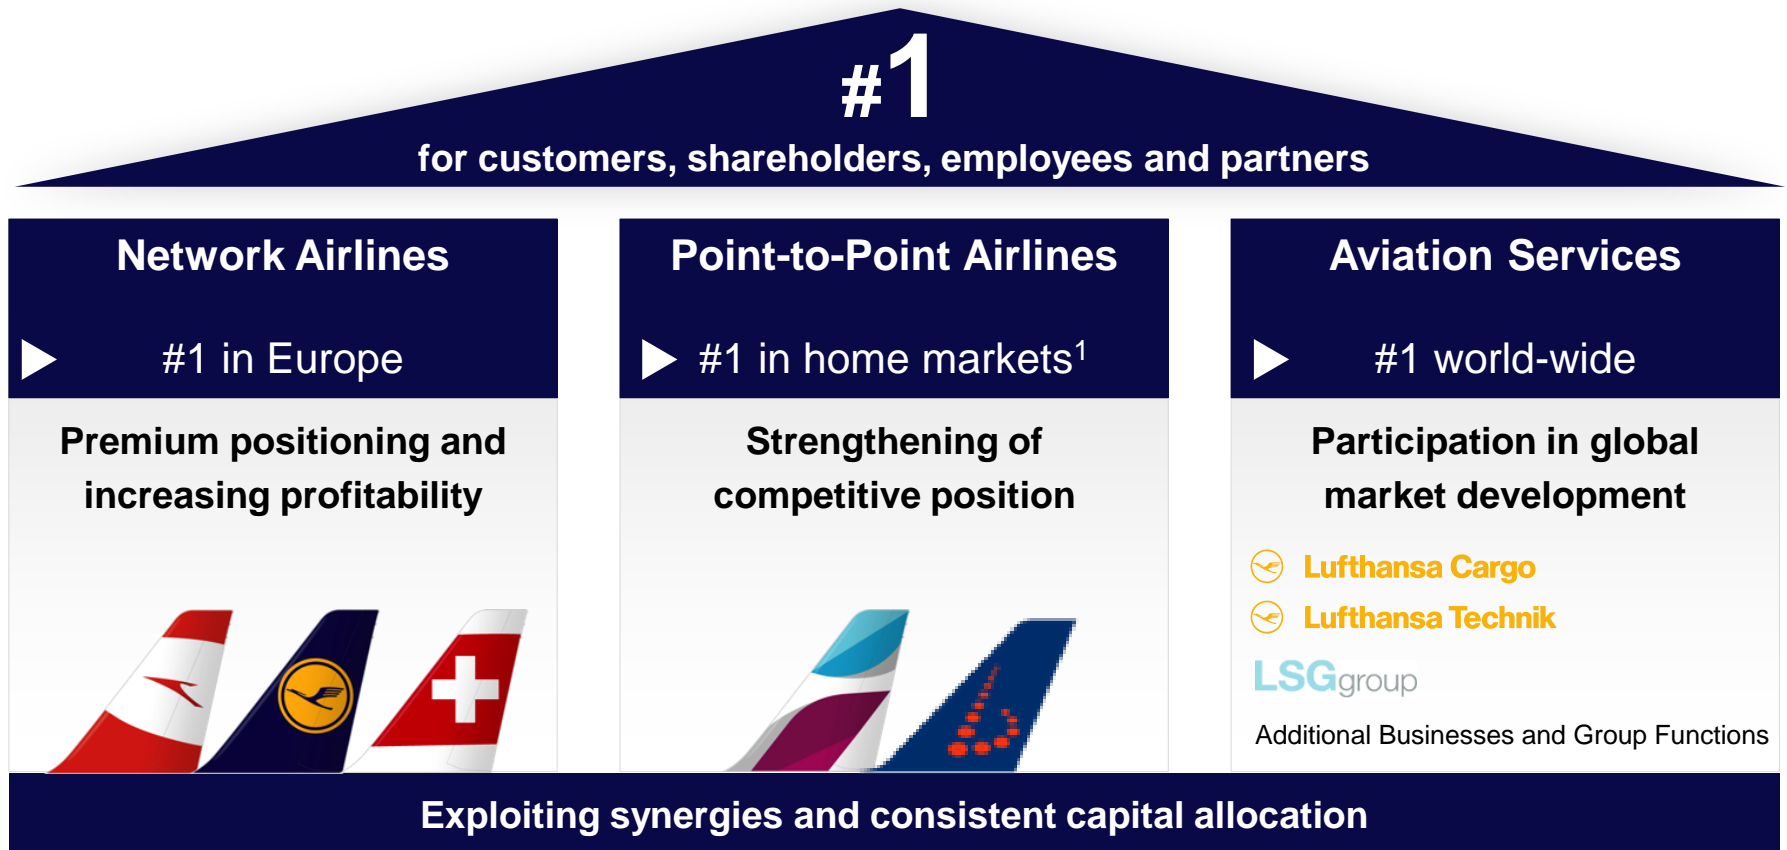 #1
for customers, shareholders, employees and partners
Network Airlines
#1 in Europe
Premium positioning and
increasing profitability
Point-to-Point Airlines
#1 in home markets¹
Strengthening of
competitive position
Aviation Services
#1 world-wide
Participation in global
market development
Lufthansa Cargo
Lufthansa Technik
LSGgroup
Additional Businesses and Group Functions
Exploiting synergies and consistent capital allocation